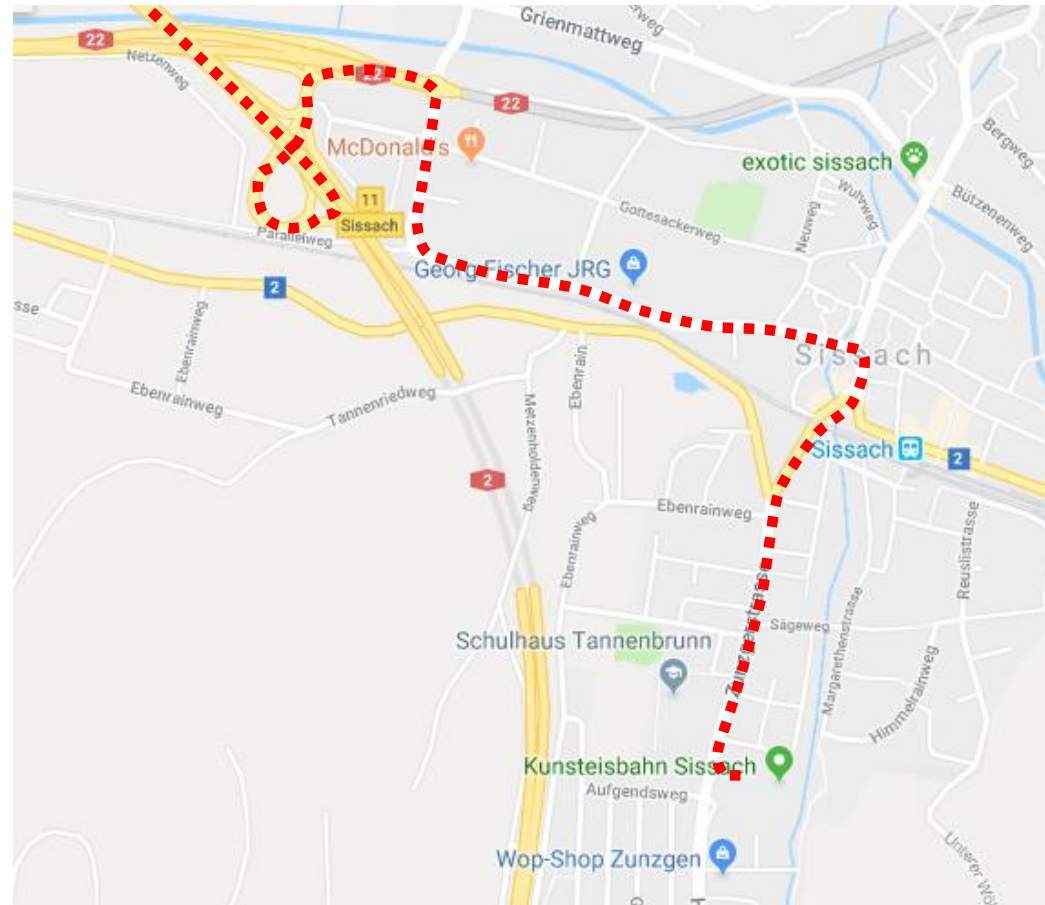 Grienmattweg
22
Netzenweg
22
22
McDonald's
exotic sissach
Bergweg
Wuhrweg
Bützenenweg
11
Sissach
Gottesackerweg
Neuweg
Parallelweg
Georg Fischer JRG
2
sse
Ebenrainweg
Ebenrain
Sissach
Ebenrainweg
Tannenriedweg
Metzenholdenweg
Sissach
2
2
Ebenrainweg
Ebenrainweg
Reuslistrasse
Zunzgerstrasse
Sägeweg
Schulhaus Tannenbrunn
Margarethenstrasse
Himmelrainweg
Kunsteisbahn Sissach
Aufgendsweg
Wop-Shop Zunzgen
Unterer
G
H